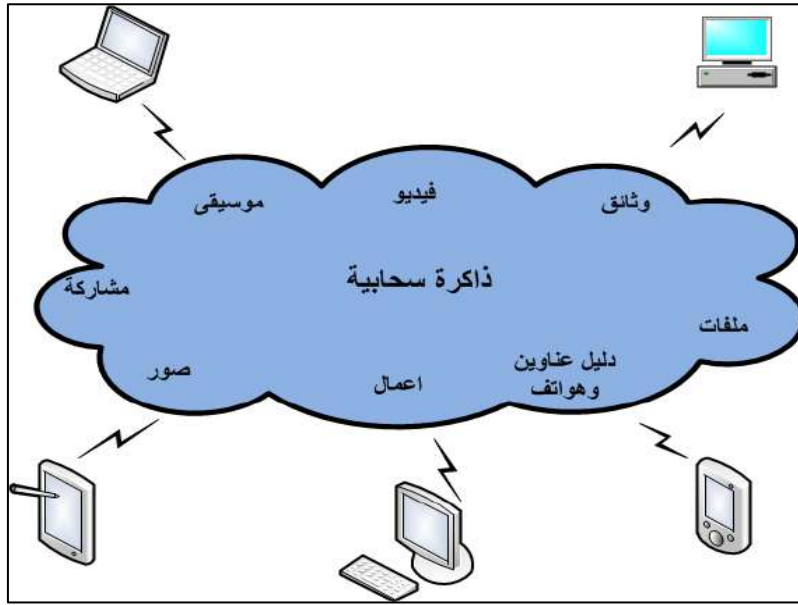 وثائق
فيديو
موسيقى
ذاكرة سحابية
مشاركة
ملفات
دليل عناوين
وهواتف
اعمال
صور